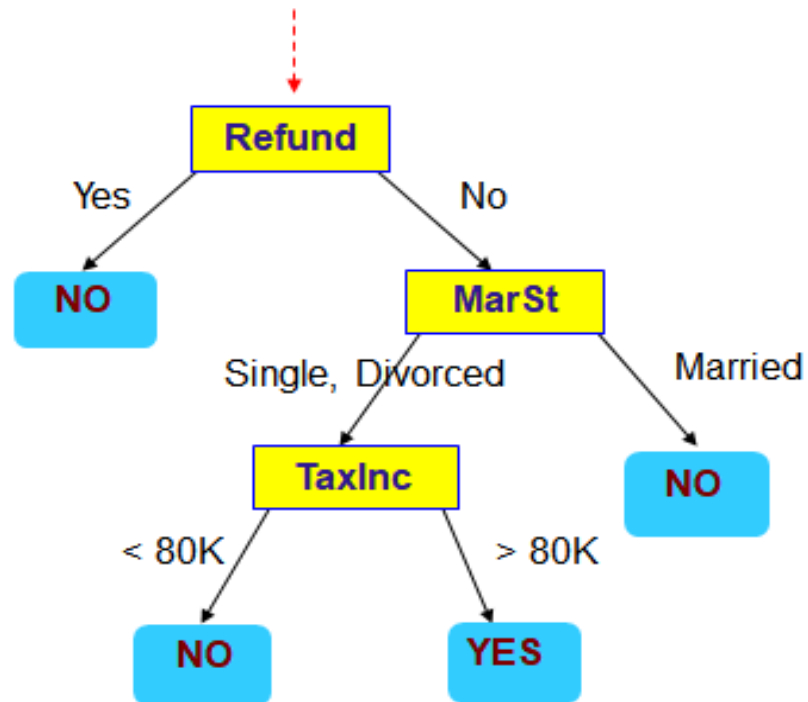 Refund
Yes
No
NO
MarSt
Single, Divorced
Married
TaxInc
NO
< 80K
> 80K
NO
YES